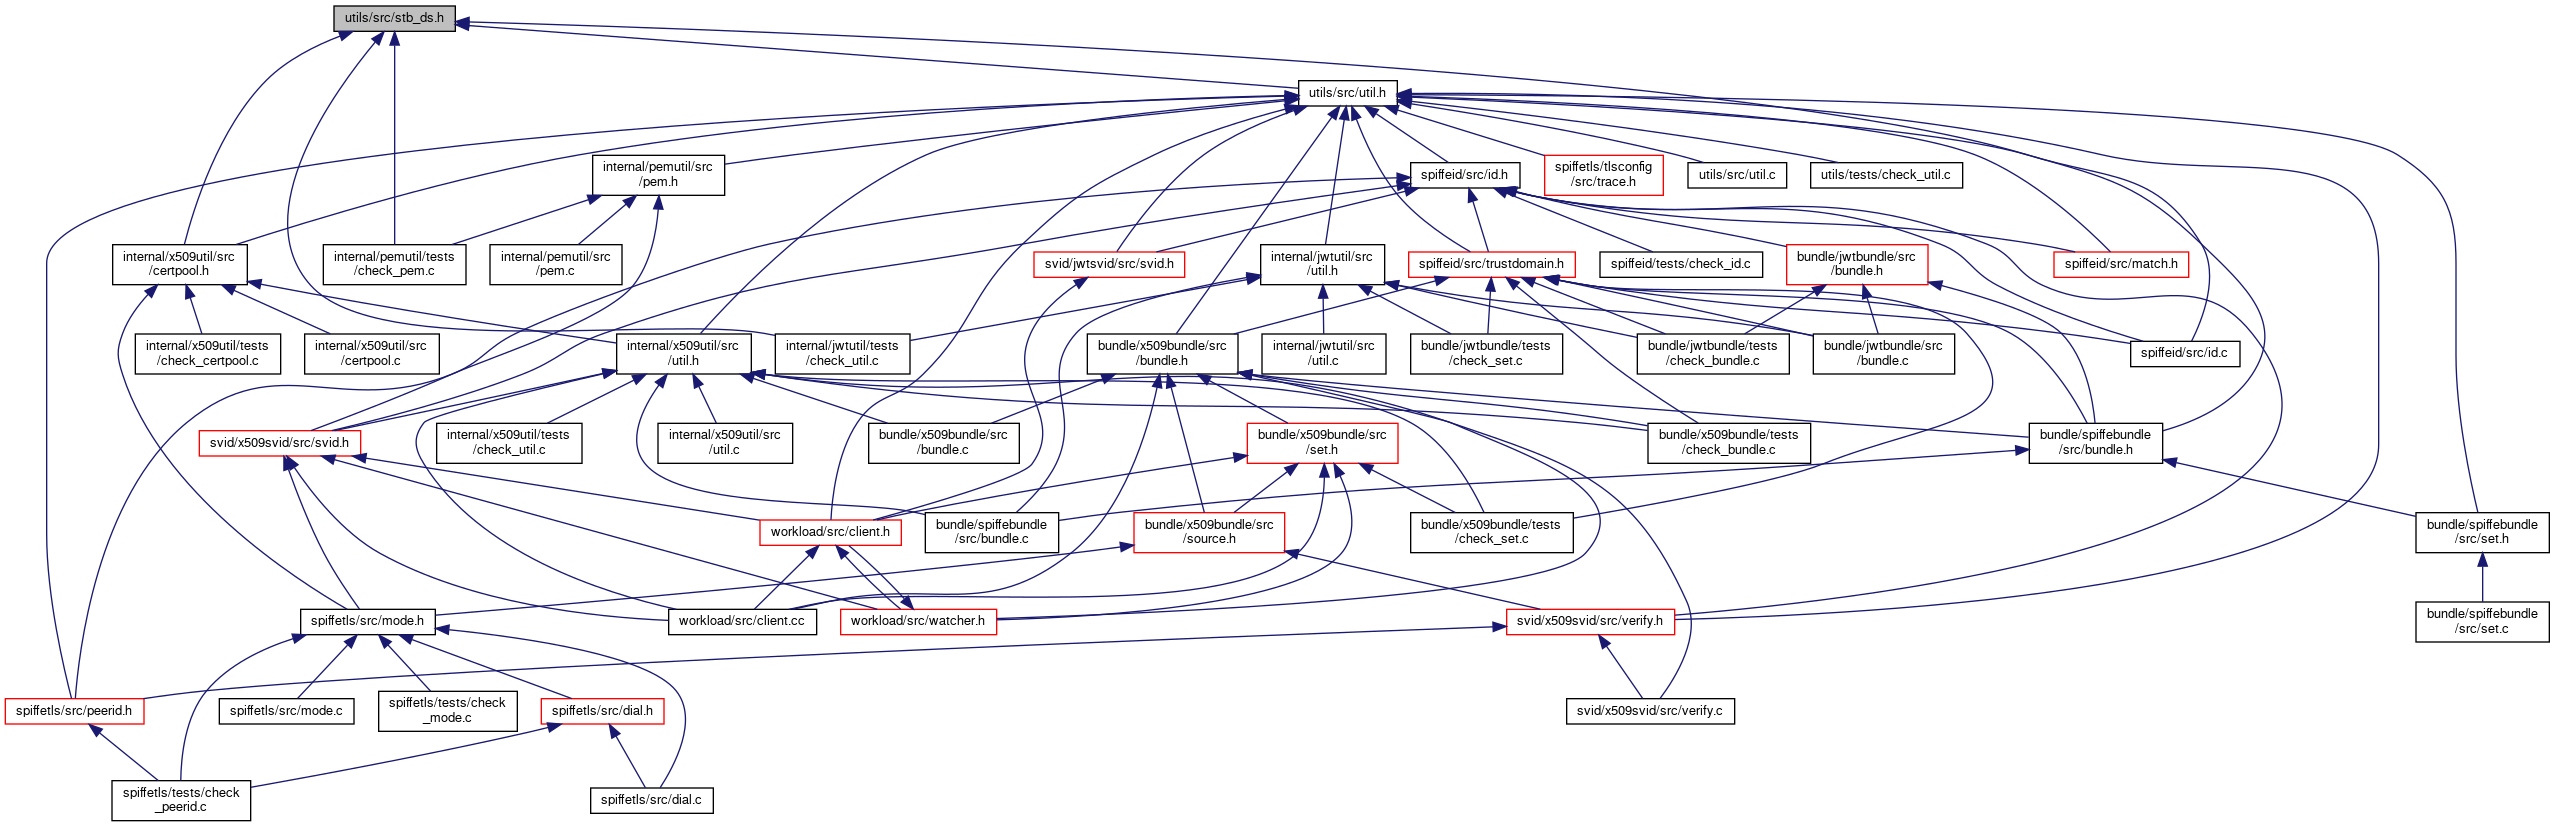 utils/src/stb_ds.h
utils/src/util.h
internal/pemutil/src
/pem.h
spiffeid/src/id.h
spiffetls/tlsconfig
/src/trace.h
utils/src/util.c
utils/tests/check_util.c
internal/x509util/src
/certpool.h
internal/pemutil/tests
/check_pem.c
internal/pemutil/src
/pem.c
svid/jwtsvid/src/svid.h
internal/jwtutil/src
/util.h
spiffeid/src/trustdomain.h
spiffeid/tests/check_id.c
bundle/jwtbundle/src
/bundle.h
spiffeid/src/match.h
internal/x509util/tests
/check_certpool.c
internal/x509util/src
/certpool.c
internal/x509util/src
/util.h
internal/jwtutil/tests
/check_util.c
bundle/x509bundle/src
/bundle.h
internal/jwtutil/src
/util.c
bundle/jwtbundle/tests
/check_set.c
bundle/jwtbundle/tests
/check_bundle.c
bundle/jwtbundle/src
/bundle.c
spiffeid/src/id.c
svid/x509svid/src/svid.h
internal/x509util/tests
/check_util.c
internal/x509util/src
/util.c
bundle/x509bundle/src
/bundle.c
bundle/x509bundle/src
/set.h
bundle/x509bundle/tests
/check_bundle.c
bundle/spiffebundle
/src/bundle.h
workload/src/client.h
bundle/spiffebundle
/src/bundle.c
bundle/x509bundle/src
/source.h
bundle/x509bundle/tests
/check_set.c
bundle/spiffebundle
/src/set.h
spiffetls/src/mode.h
workload/src/client.cc
workload/src/watcher.h
svid/x509svid/src/verify.h
bundle/spiffebundle
/src/set.c
spiffetls/src/peerid.h
spiffetls/src/mode.c
spiffetls/tests/check
_mode.c
spiffetls/src/dial.h
svid/x509svid/src/verify.c
spiffetls/tests/check
_peerid.c
spiffetls/src/dial.c